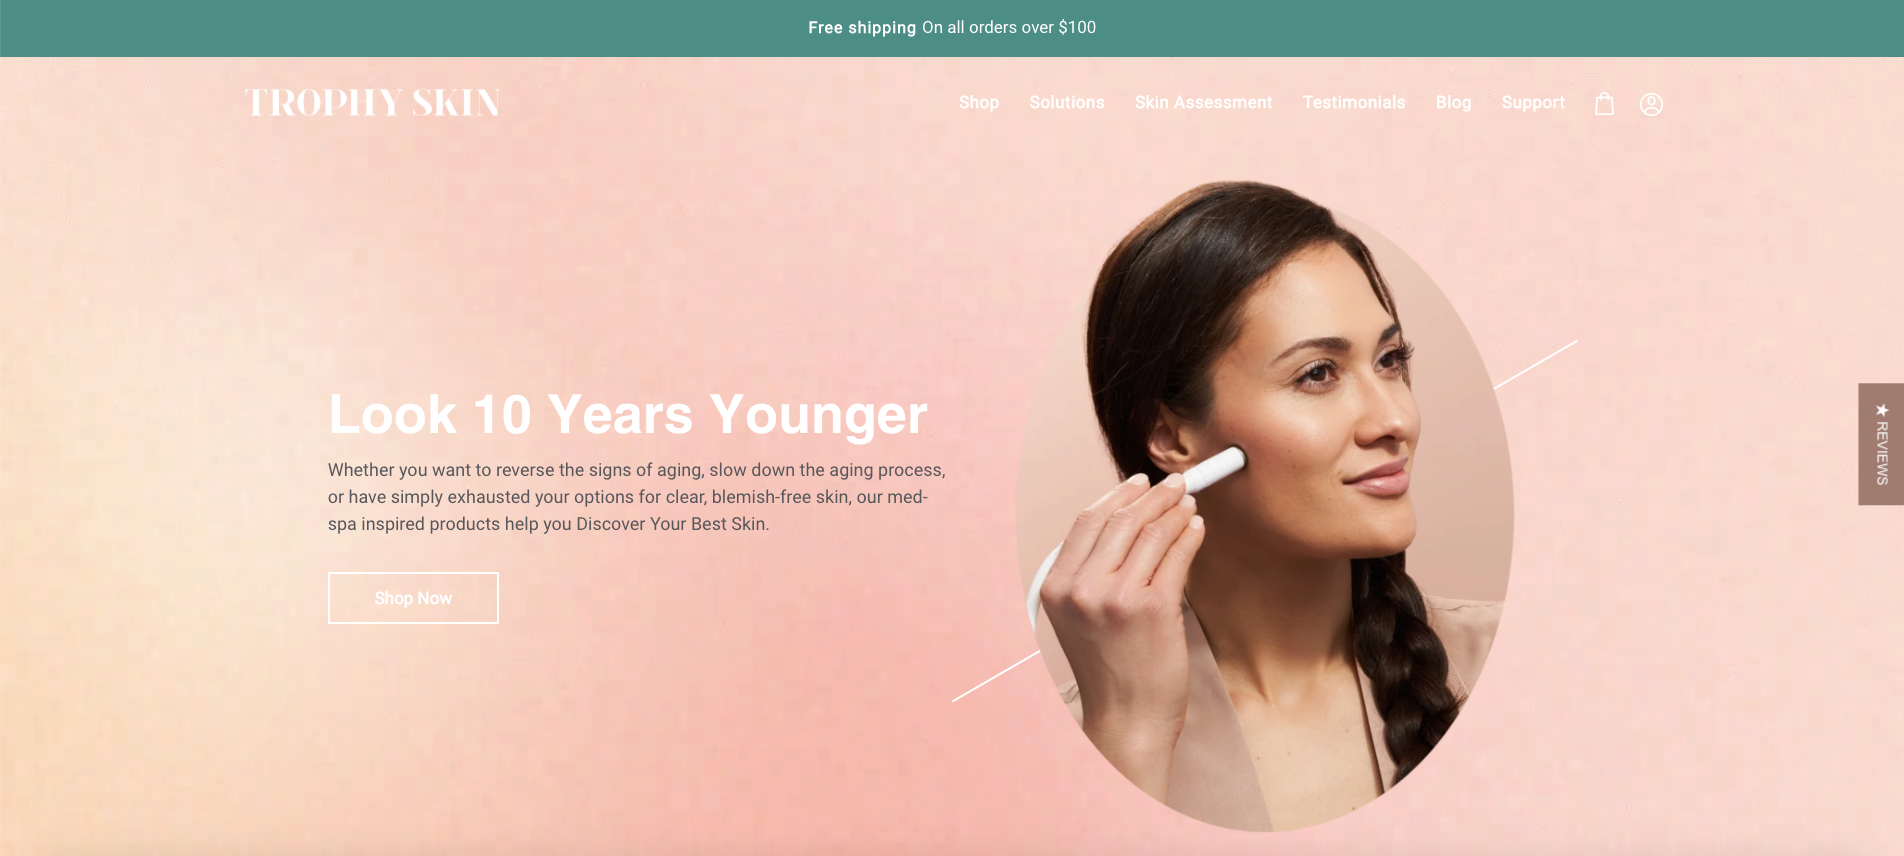 Free shipping On all orders over $100
TROPHY SKIN
Shop Solutions Skin Assessment Testimonials Blog Support
Look 10 Years Younger
Whether you want to reverse the signs of aging, slow down the aging process,
or have simply exhausted your options for clear, blemish-free skin, our med-
spa inspired products help you Discover Your Best Skin.
Shop Now
★ REVIEWS